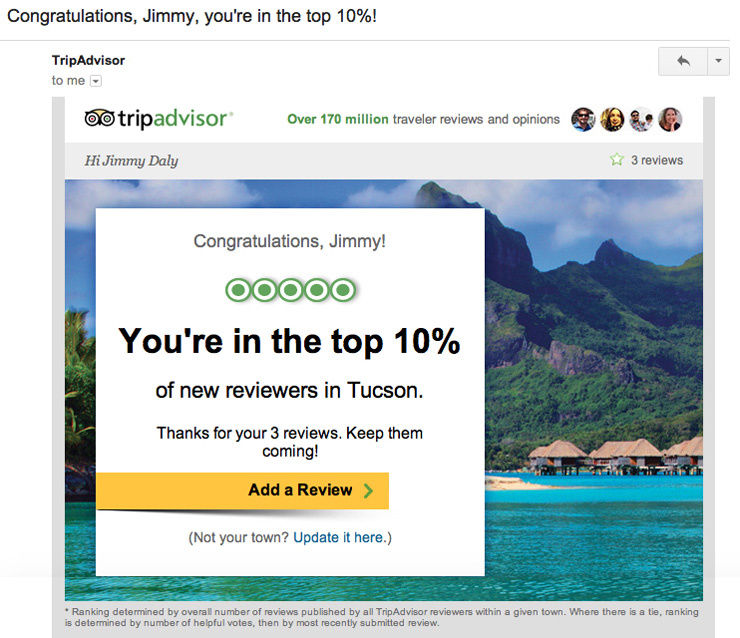 Congratulations, Jimmy, you're in the top 10%!
TripAdvisor
to me
tripadvisor®
Over 170 million traveler reviews and opinions
Hi Jimmy Daly
3 reviews
Congratulations, Jimmy!
You're in the top 10%
of new reviewers in Tucson.
Thanks for your 3 reviews. Keep them
coming!
Add a Review
(Not your town? Update it here.)
* Ranking determined by overall number of reviews published by all TripAdvisor reviewers within a given town. Where there is a tie, ranking
is determined by number of helpful votes, then by most recently submitted review.